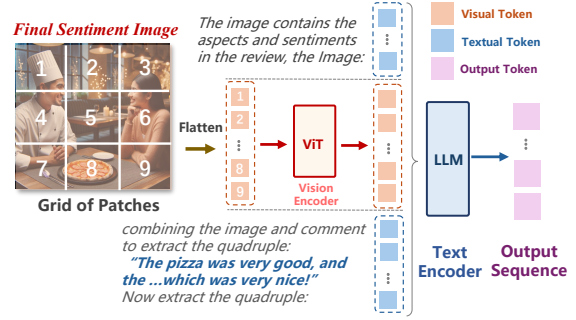 Final Sentiment Image
1 2 3
4 5 6
7 8 9
Grid of Patches
Flatten
The image contains the
aspects and sentiments
in the review, the Image:
1
2
8
9
ViT
Vision
Encoder
combining the image and comment
to extract the quadruple:
“The pizza was very good, and
the ...which was very nice!”
Now extract the quadruple:
Visual Token
Textual Token
Output Token
LLM
Text
Encoder
Output
Sequence